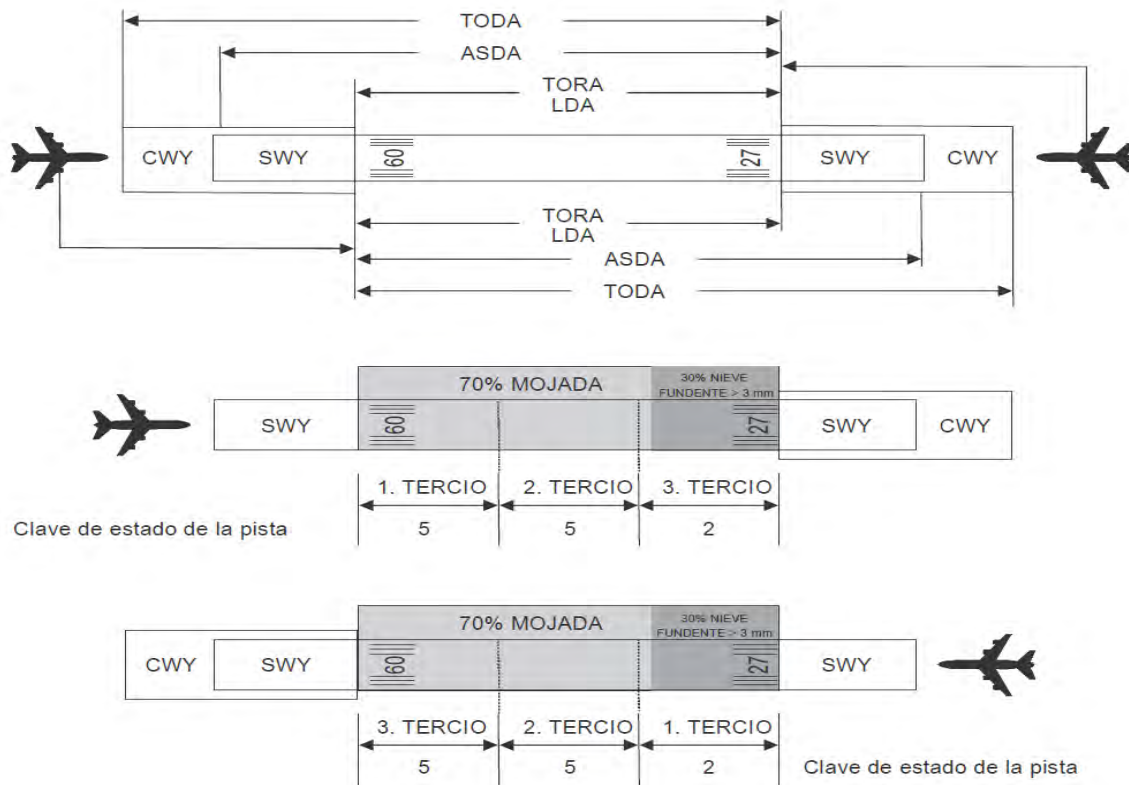 TODA
ASDA
TORA
LDA
CWY SWY 09 27 SWY CWY
TORA
LDA
ASDA
TODA
70% MOJADA
30% NIEVE
FUNDENTE > 3 mm
SWY 09 27 SWY CWY
1. TERCIO 2. TERCIO 3. TERCIO
Clave de estado de la pista 5 5 2
70% MOJADA
30% NIEVE
FUNDENTE > 3 mm
CWY SWY 09 27 SWY
3. TERCIO 2. TERCIO 1. TERCIO
5 5 2 Clave de estado de la pista